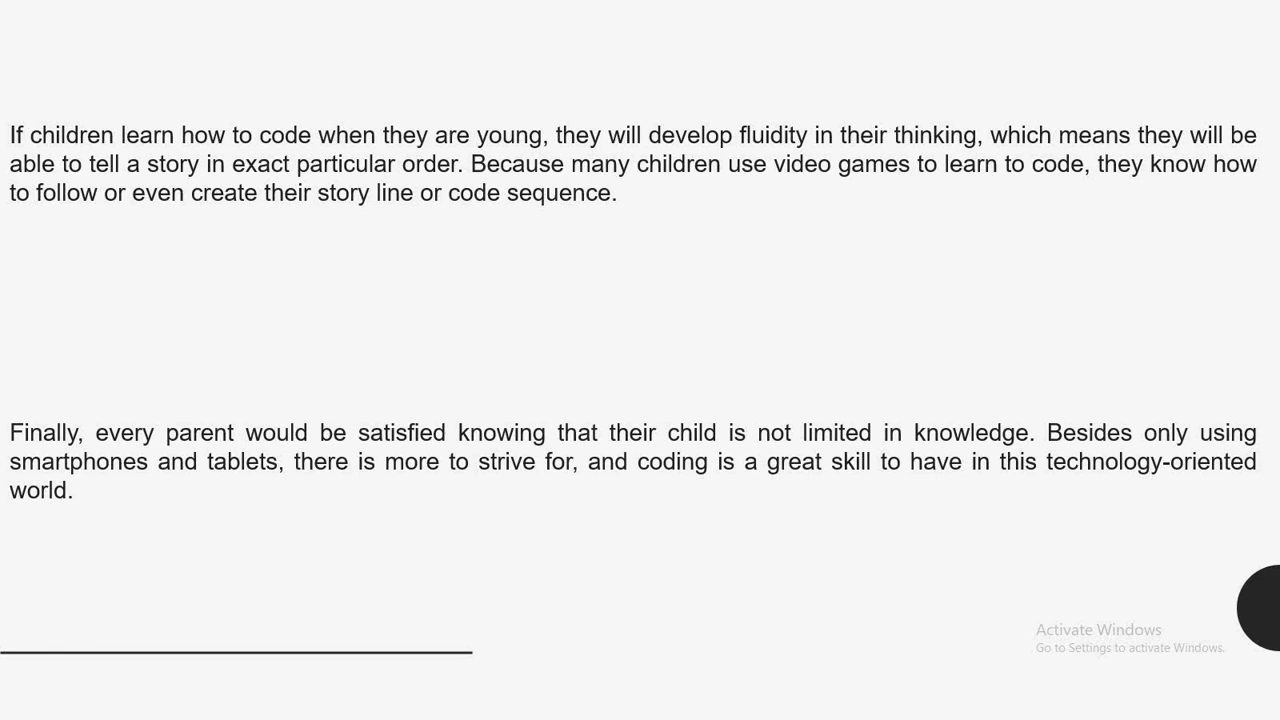 If children learn how to code when they are young, they will develop fluidity in their thinking, which means they will be
able to tell a story in exact particular order. Because many children use video games to learn to code, they know how
to follow or even create their story line or code sequence.
Finally, every parent would be satisfied knowing that their child is not limited in knowledge. Besides only using
smartphones and tablets, there is more to strive for, and coding is a great skill to have in this technology-oriented
world.
Activate Windows
Go to Settings to activate Windows.